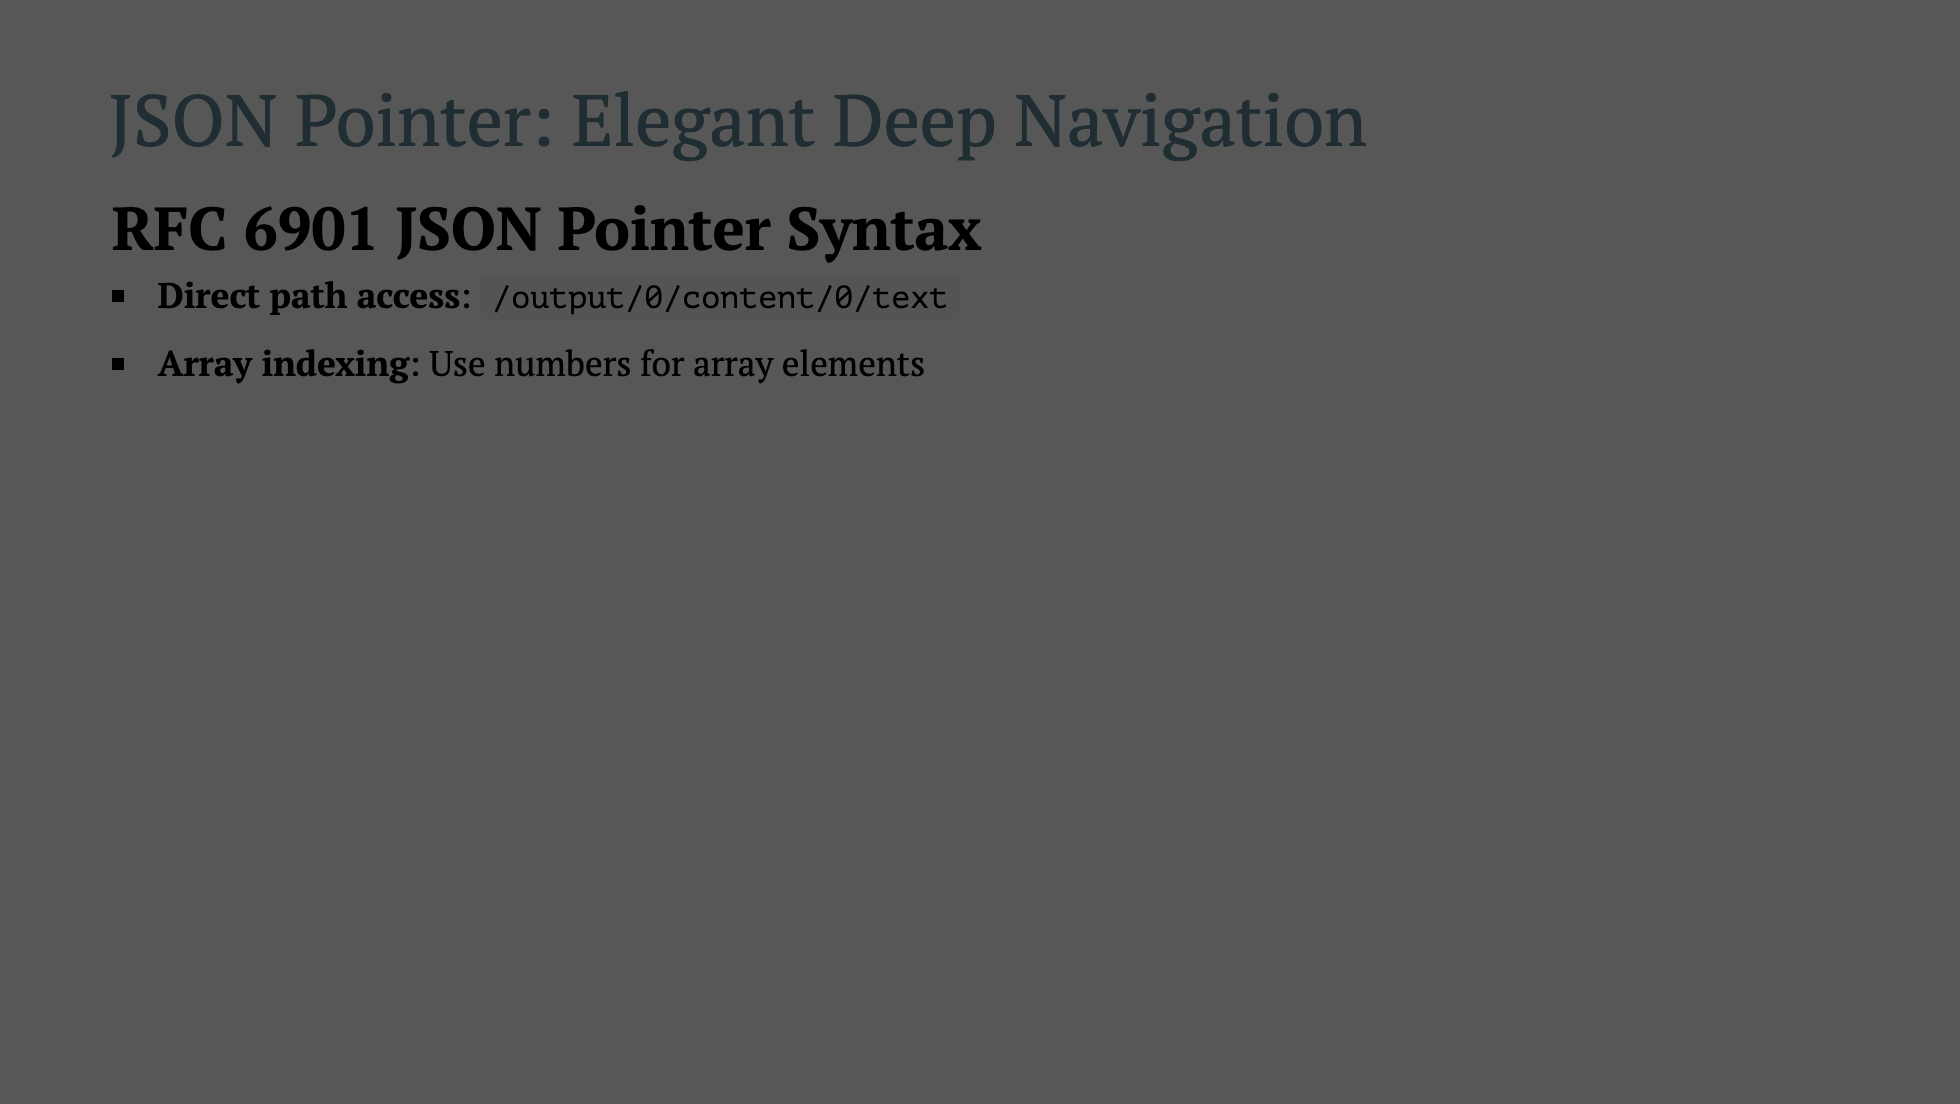 JSON Pointer: Elegant Deep Navigation
RFC 6901 JSON Pointer Syntax
Direct path access: /output/0/content/0/text
Array indexing: Use numbers for array elements